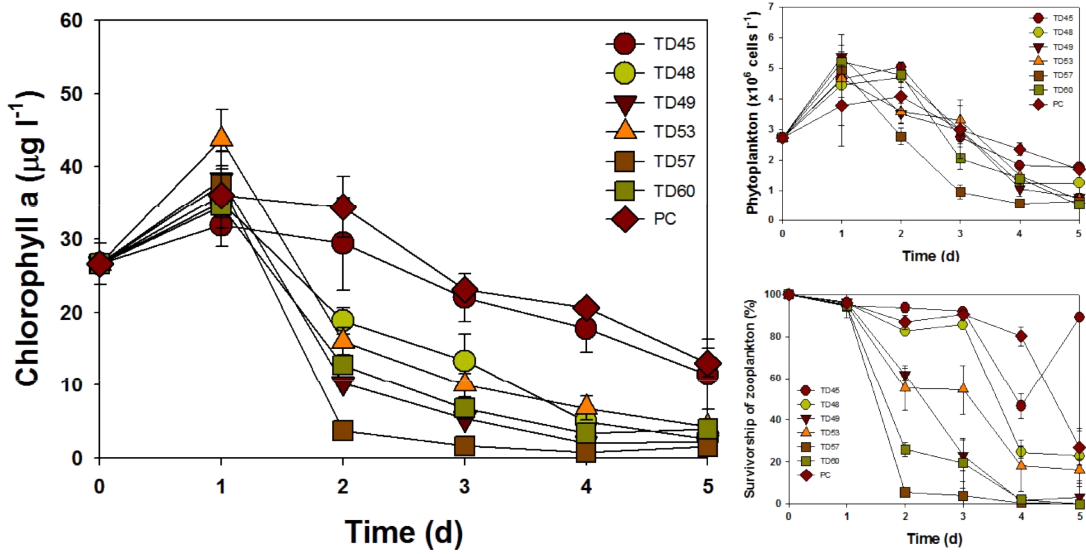 Chlorophyll a (µg l⁻¹)
60
50
40
30
20
10
0
0 1 2 3 4 5
Time (d)
TD45
TD48
TD49
TD53
TD57
TD60
PC
Phytoplankton (x10⁶ cells l⁻¹)
7
6
5
4
3
2
1
0
0 1 2 3 4 5
Time (d)
TD45
TD48
TD49
TD53
TD57
TD60
PC
Survivorship of zooplankton (%)
100
80
60
40
20
0
0 1 2 3 4 5
Time (d)
TD45
TD48
TD49
TD53
TD57
TD60
PC